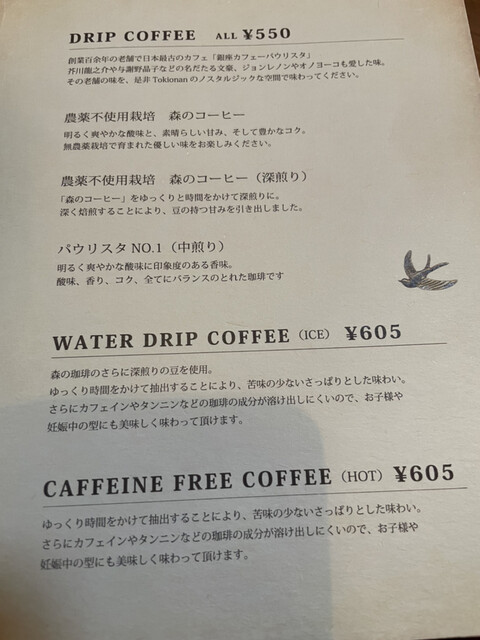 DRIP COFFEE ALL ¥550
創業百余年の老舗で日本最古のカフェ「銀座カフェーパウリスタ」
芥川龍之介や与謝野晶子などの名だたる文豪、ジョンレノンやオノヨーコも愛した味。
その老舗の味を、是非 Tokionan のノスタルジックな空間で味わってください。
農薬不使用栽培 森のコーヒー
明るく爽やかな酸味と、素晴らしい甘み、そして豊かなコク。
無農薬栽培で育まれた優しい味をお楽しみください。
農薬不使用栽培 森のコーヒー（深煎り）
「森のコーヒー」をゆっくりと時間をかけて深煎りに。
深く焙煎することにより、豆の持つ甘みを引き出しました。
パウリスタ NO.1（中煎り）
明るく爽やかな酸味に印象度のある香味。
酸味、香り、コク、全てにバランスのとれた珈琲です
WATER DRIP COFFEE（ICE） ¥605
森の珈琲のさらに深煎りの豆を使用。
ゆっくり時間をかけて抽出することにより、苦味の少ないさっぱりとした味わい。
さらにカフェインやタンニンなどの珈琲の成分が溶け出しにくいので、お子様や
妊娠中の型にも美味しく味わって頂けます。
CAFFEINE FREE COFFEE（HOT） ¥605
ゆっくり時間をかけて抽出することにより、苦味の少ないさっぱりとした味わい。
さらにカフェインやタンニンなどの珈琲の成分が溶け出しにくいので、お子様や
妊娠中の型にも美味しく味わって頂けます。